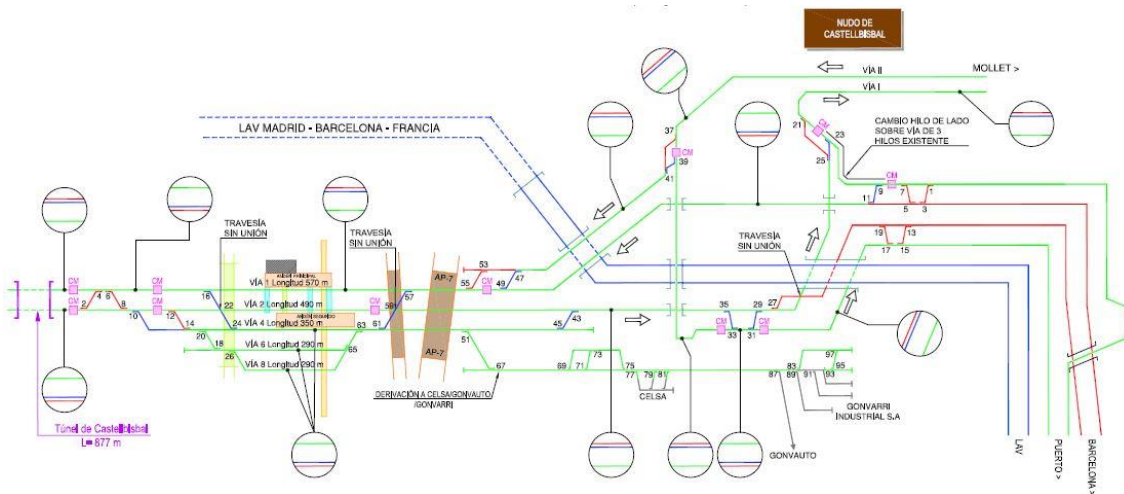 NUDO DE
CASTELLBISBAL
MOLLET >
VÍA II
VÍA I
CAMBIO HILO DE LADO
SOBRE VÍA DE 3
HILOS EXISTENTE
LAV MADRID - BARCELONA - FRANCIA
CM
CM
CM
CM
CM
CM
CM
CM
CM
CM
CM
37
39
41
21
23
25
11
9
7
5
3
1
19
17
15
13
TRAVESÍA
SIN UNIÓN
TRAVESÍA
SIN UNIÓN
TRAVESÍA
SIN UNIÓN
53
55
49
47
57
59
AP-7
AP-7
VÍA 1 Longitud 570 m
VÍA 2 Longitud 490 m
VÍA 4 Longitud 350 m
VÍA 6 Longitud 290 m
VÍA 8 Longitud 290 m
2
4
6
8
10
12
14
16
22
24
20
18
26
63
61
65
45
43
35
33
29
31
27
51
67
69
71
73
75
77
79
81
CELSA
83
97
95
87
89
91
93
DERIVACIÓN A CELSA/GONVAUTO
/GONVARRI
GONVARRI
INDUSTRIAL S.A
GONVAUTO
LAV
PUERTO >
BARCELONA >
Túnel de Castellbisbal
L= 877 m